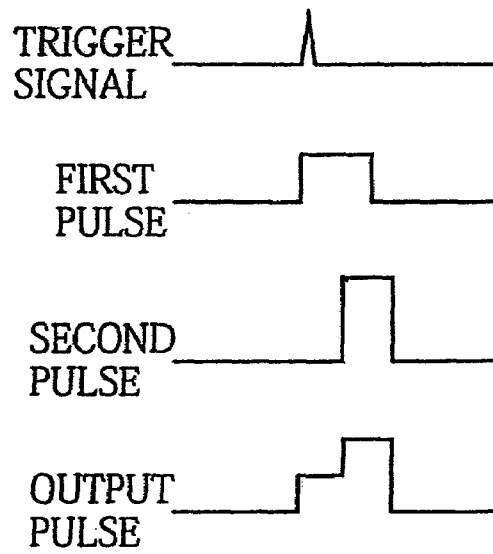 TRIGGER
SIGNAL
FIRST
PULSE
SECOND
PULSE
OUTPUT
PULSE